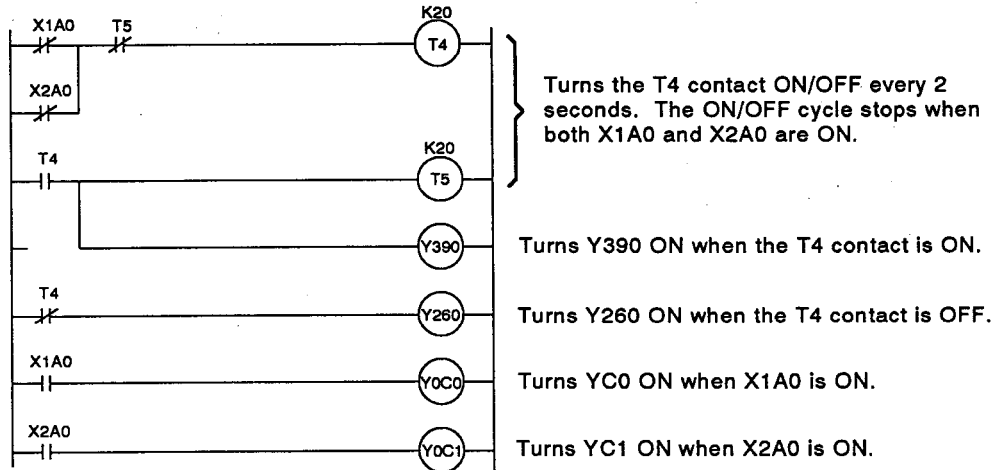 X1A0 T5 K20
T4
X2A0
Turns the T4 contact ON/OFF every 2
seconds. The ON/OFF cycle stops when
both X1A0 and X2A0 are ON.
T4 K20
T5
Y390 Turns Y390 ON when the T4 contact is ON.
T4
Y260 Turns Y260 ON when the T4 contact is OFF.
X1A0
Y0C0 Turns YC0 ON when X1A0 is ON.
X2A0
Y0C1 Turns YC1 ON when X2A0 is ON.